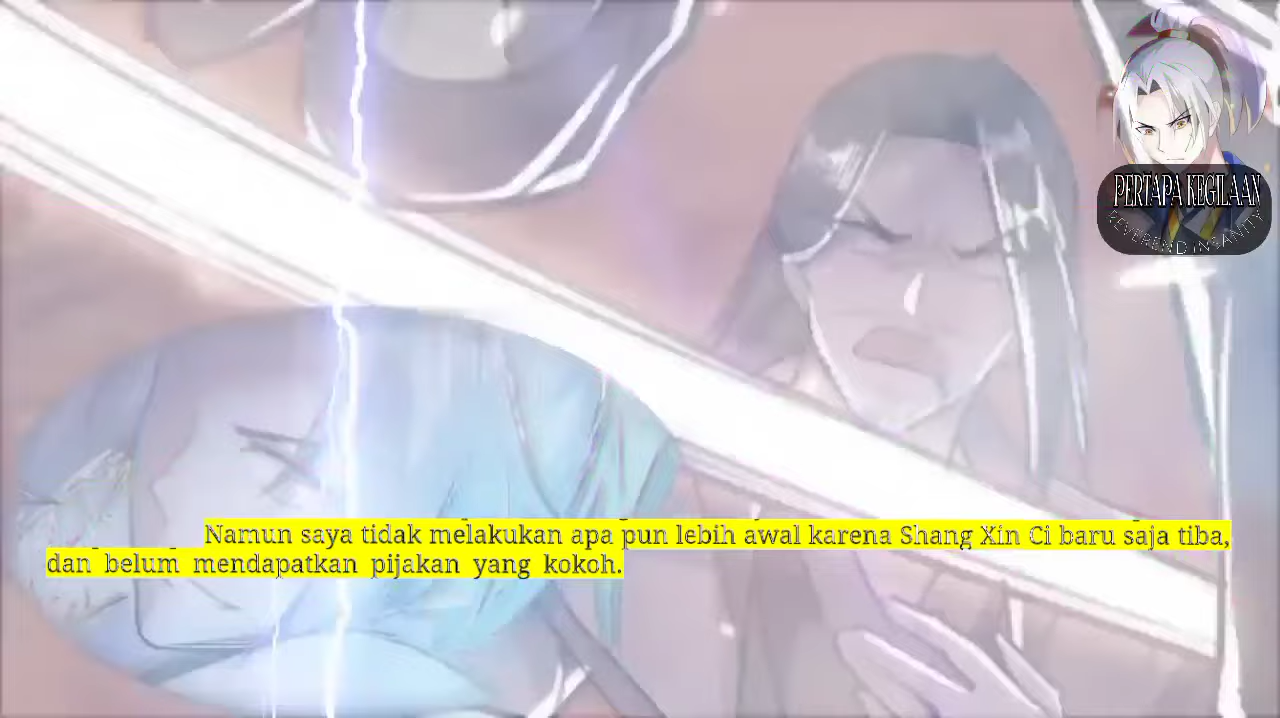 PERTAPA KEGILAAN
REVEREND INSANITY
Namun saya tidak melakukan apa pun lebih awal karena Shang Xin Ci baru saja tiba,
dan belum mendapatkan pijakan yang kokoh.